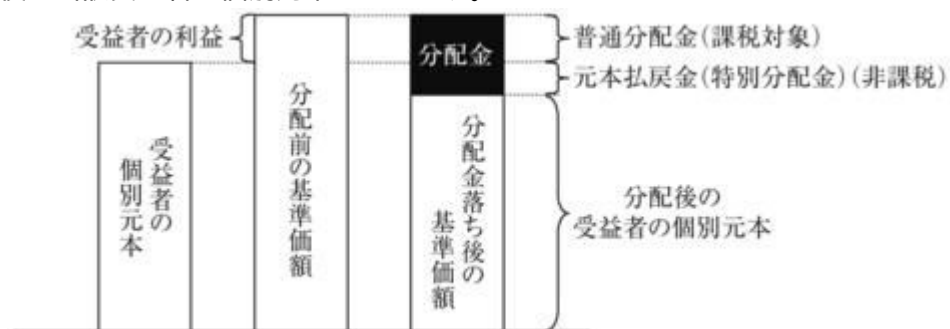 受益者の利益
分配金
普通分配金(課税対象)
元本払戻金(特別分配金)(非課税)
受益者の
個別元本
分配前の基準価額
分配金落ち後の
基準価額
分配後の
受益者の個別元本